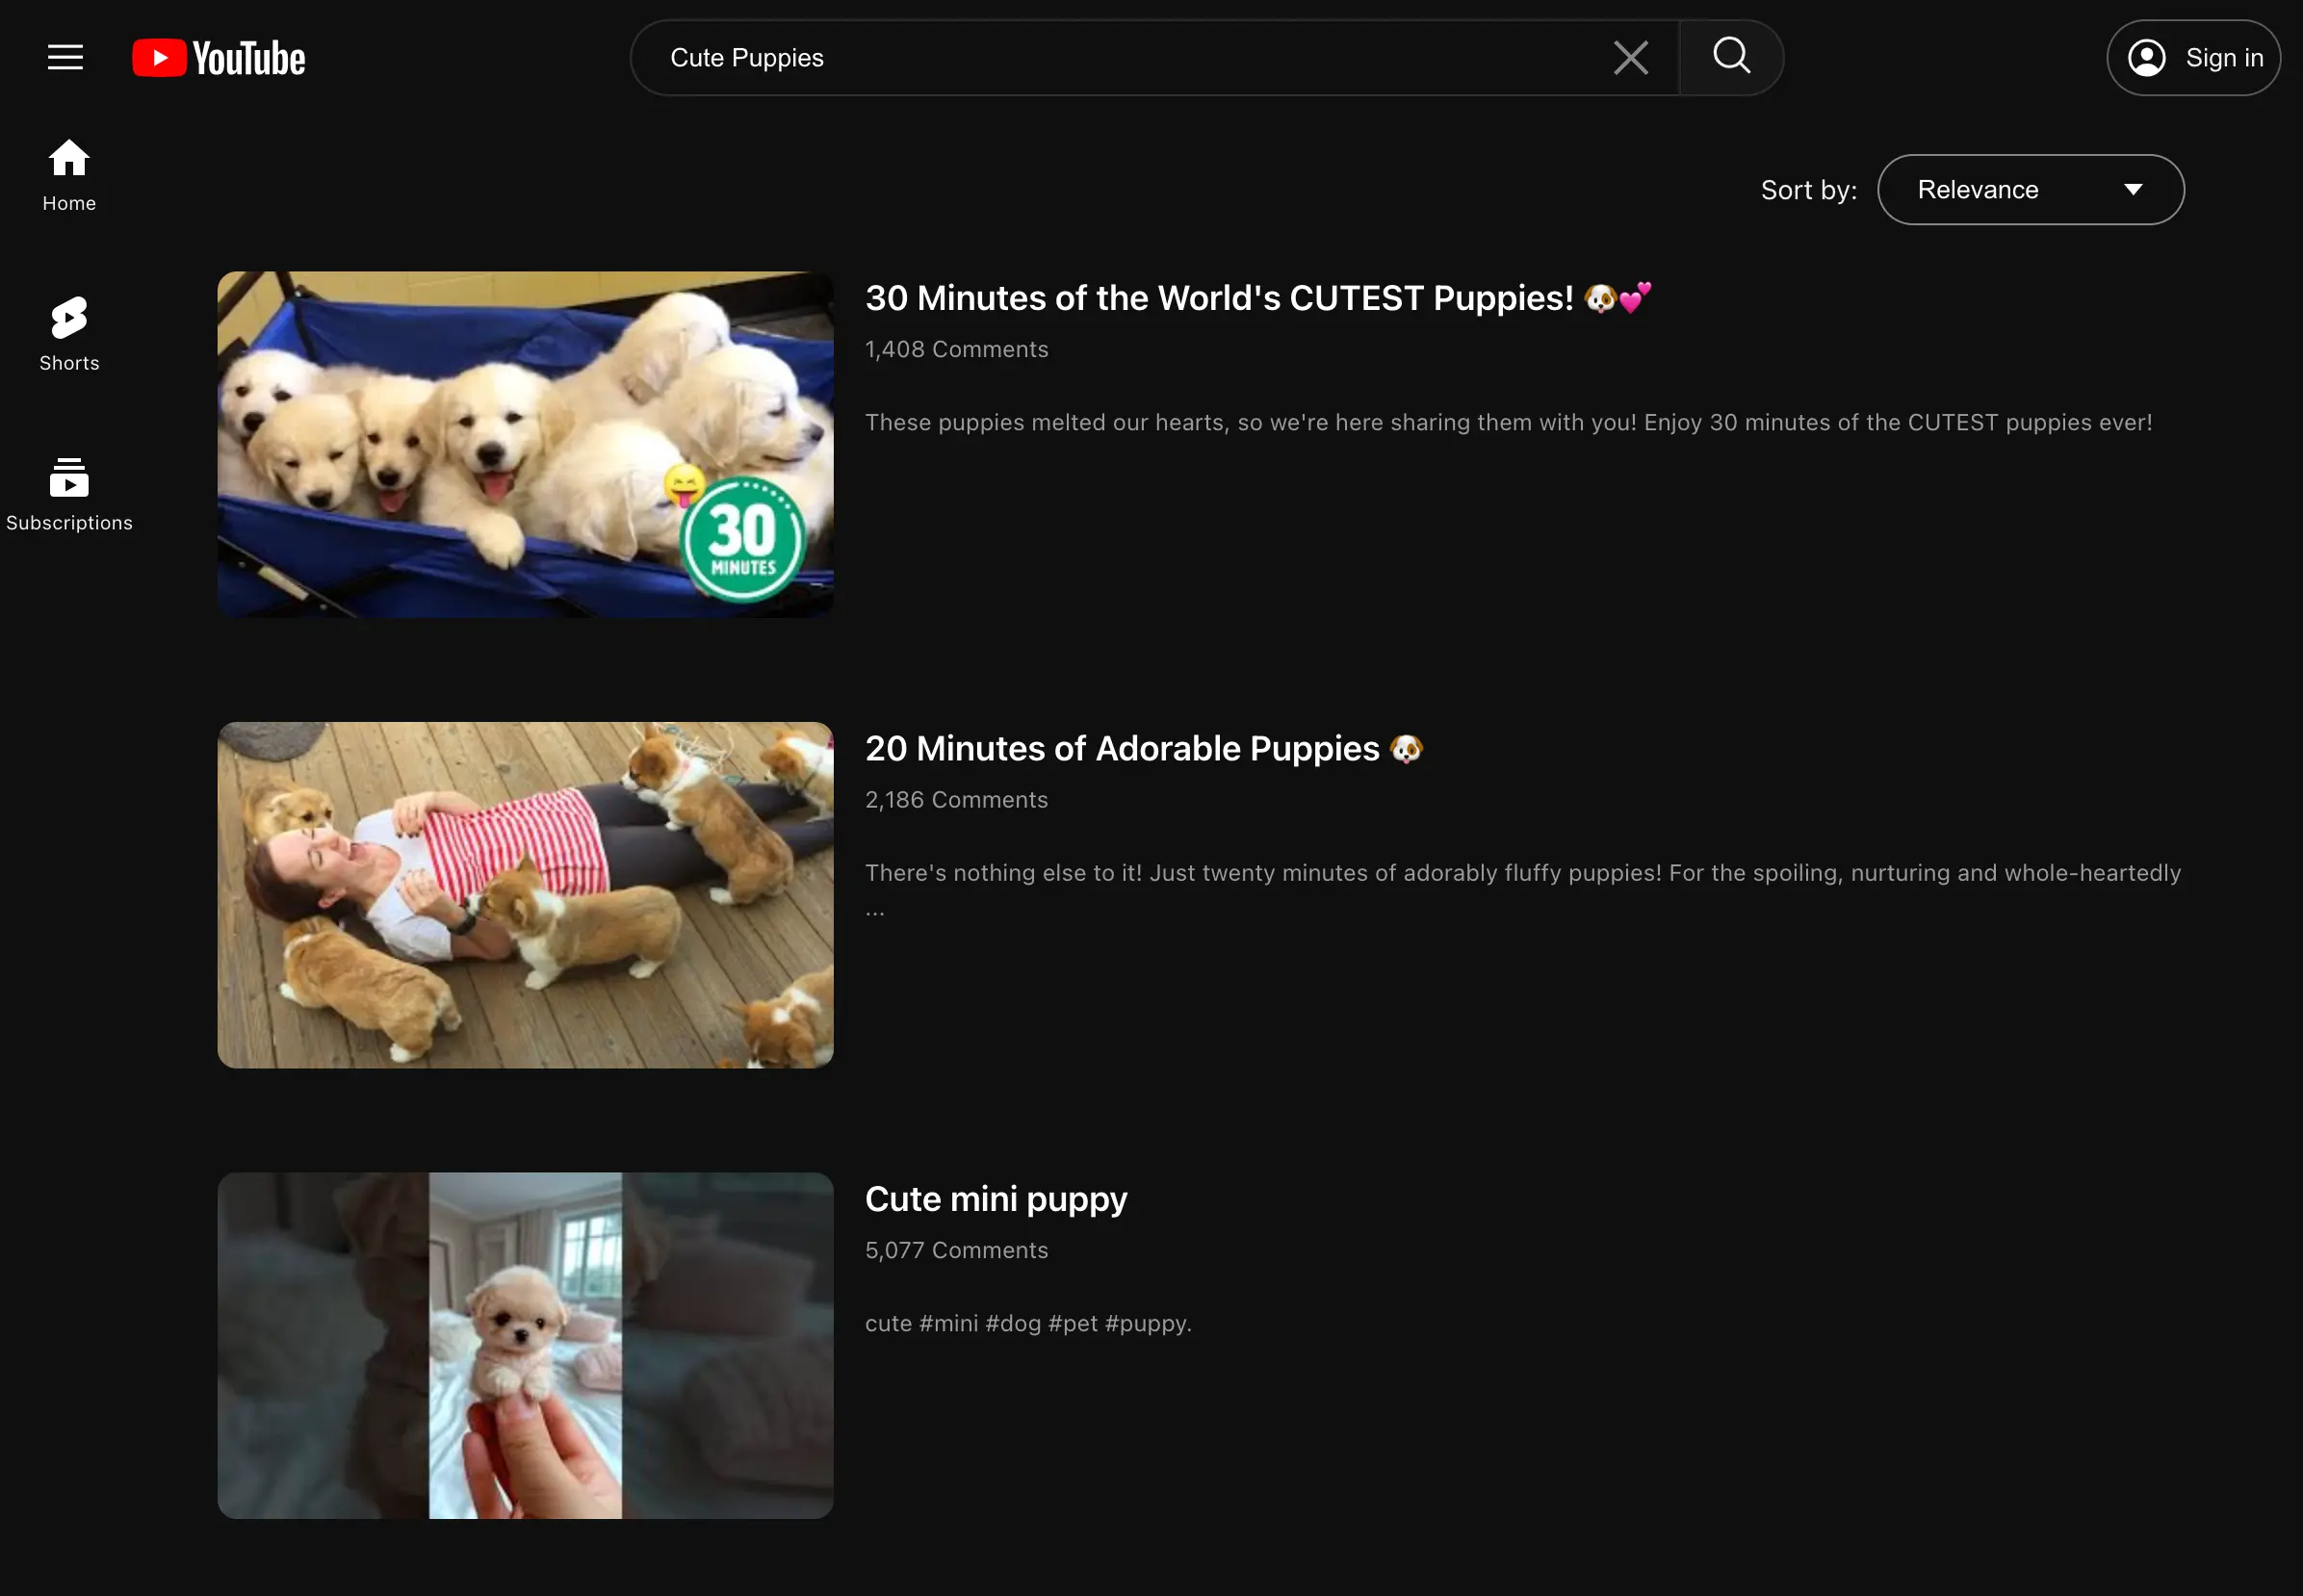 YouTube
Cute Puppies
Sign in
Home
Shorts
Subscriptions
Sort by:
Relevance
30 Minutes of the World's CUTEST Puppies! 🐶💕
1,408 Comments
These puppies melted our hearts, so we're here sharing them with you! Enjoy 30 minutes of the CUTEST puppies ever!
30
MINUTES
20 Minutes of Adorable Puppies 🐶
2,186 Comments
There's nothing else to it! Just twenty minutes of adorably fluffy puppies! For the spoiling, nurturing and whole-heartedly
...
Cute mini puppy
5,077 Comments
cute #mini #dog #pet #puppy.